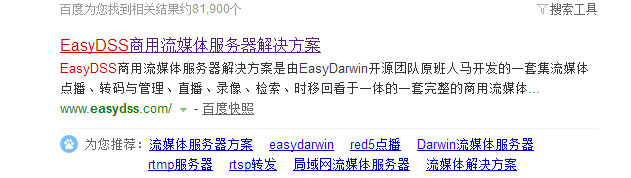 百度为您找到相关结果约81,900个 搜索工具
EasyDSS商用流媒体服务器解决方案
EasyDSS商用流媒体服务器解决方案是由EasyDarwin开源团队原班人马开发的一套集流媒体
点播、转码与管理、直播、录像、检索、时移回看于一体的一套完整的商用流媒体...
www.easydss.com/ - 百度快照
为您推荐： 流媒体服务器方案 easydarwin red5点播 Darwin流媒体服务器
rtmp服务器 rtsp转发 局域网流媒体服务器 流媒体解决方案